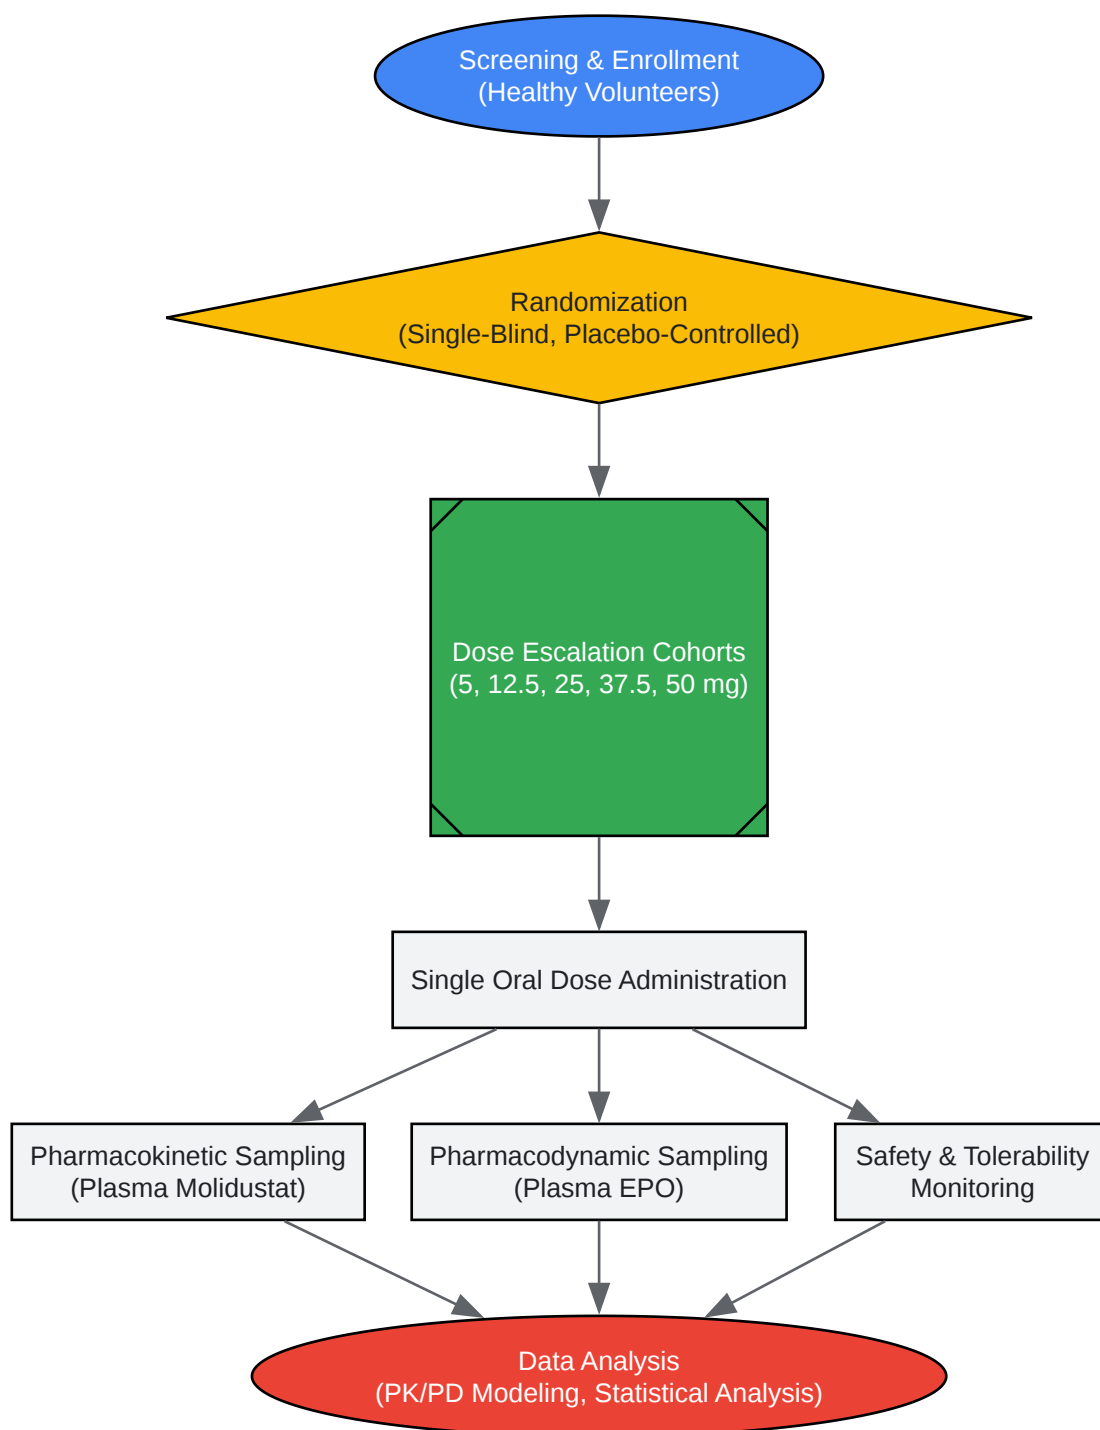 Screening & Enrollment
(Healthy Volunteers)
Randomization
(Single-Blind, Placebo-Controlled)
Dose Escalation Cohorts
(5, 12.5, 25, 37.5, 50 mg)
Single Oral Dose Administration
Pharmacokinetic Sampling
(Plasma Molidustat)
Pharmacodynamic Sampling
(Plasma EPO)
Safety & Tolerability
Monitoring
Data Analysis
(PK/PD Modeling, Statistical Analysis)